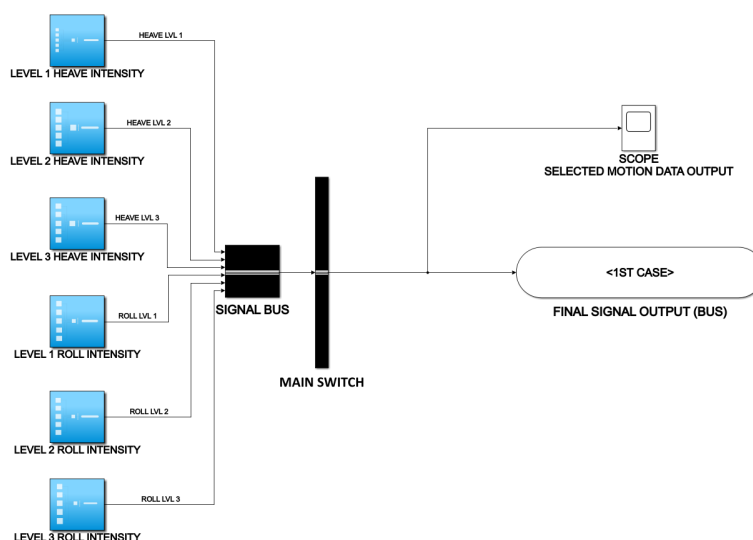 HEAVE LVL 1
LEVEL 1 HEAVE INTENSITY
HEAVE LVL 2
LEVEL 2 HEAVE INTENSITY
HEAVE LVL 3
LEVEL 3 HEAVE INTENSITY
ROLL LVL 1
LEVEL 1 ROLL INTENSITY
ROLL LVL 2
LEVEL 2 ROLL INTENSITY
ROLL LVL 3
LEVEL 3 ROLL INTENSITY
SIGNAL BUS
MAIN SWITCH
SCOPE
SELECTED MOTION DATA OUTPUT
<1ST CASE>
FINAL SIGNAL OUTPUT (BUS)